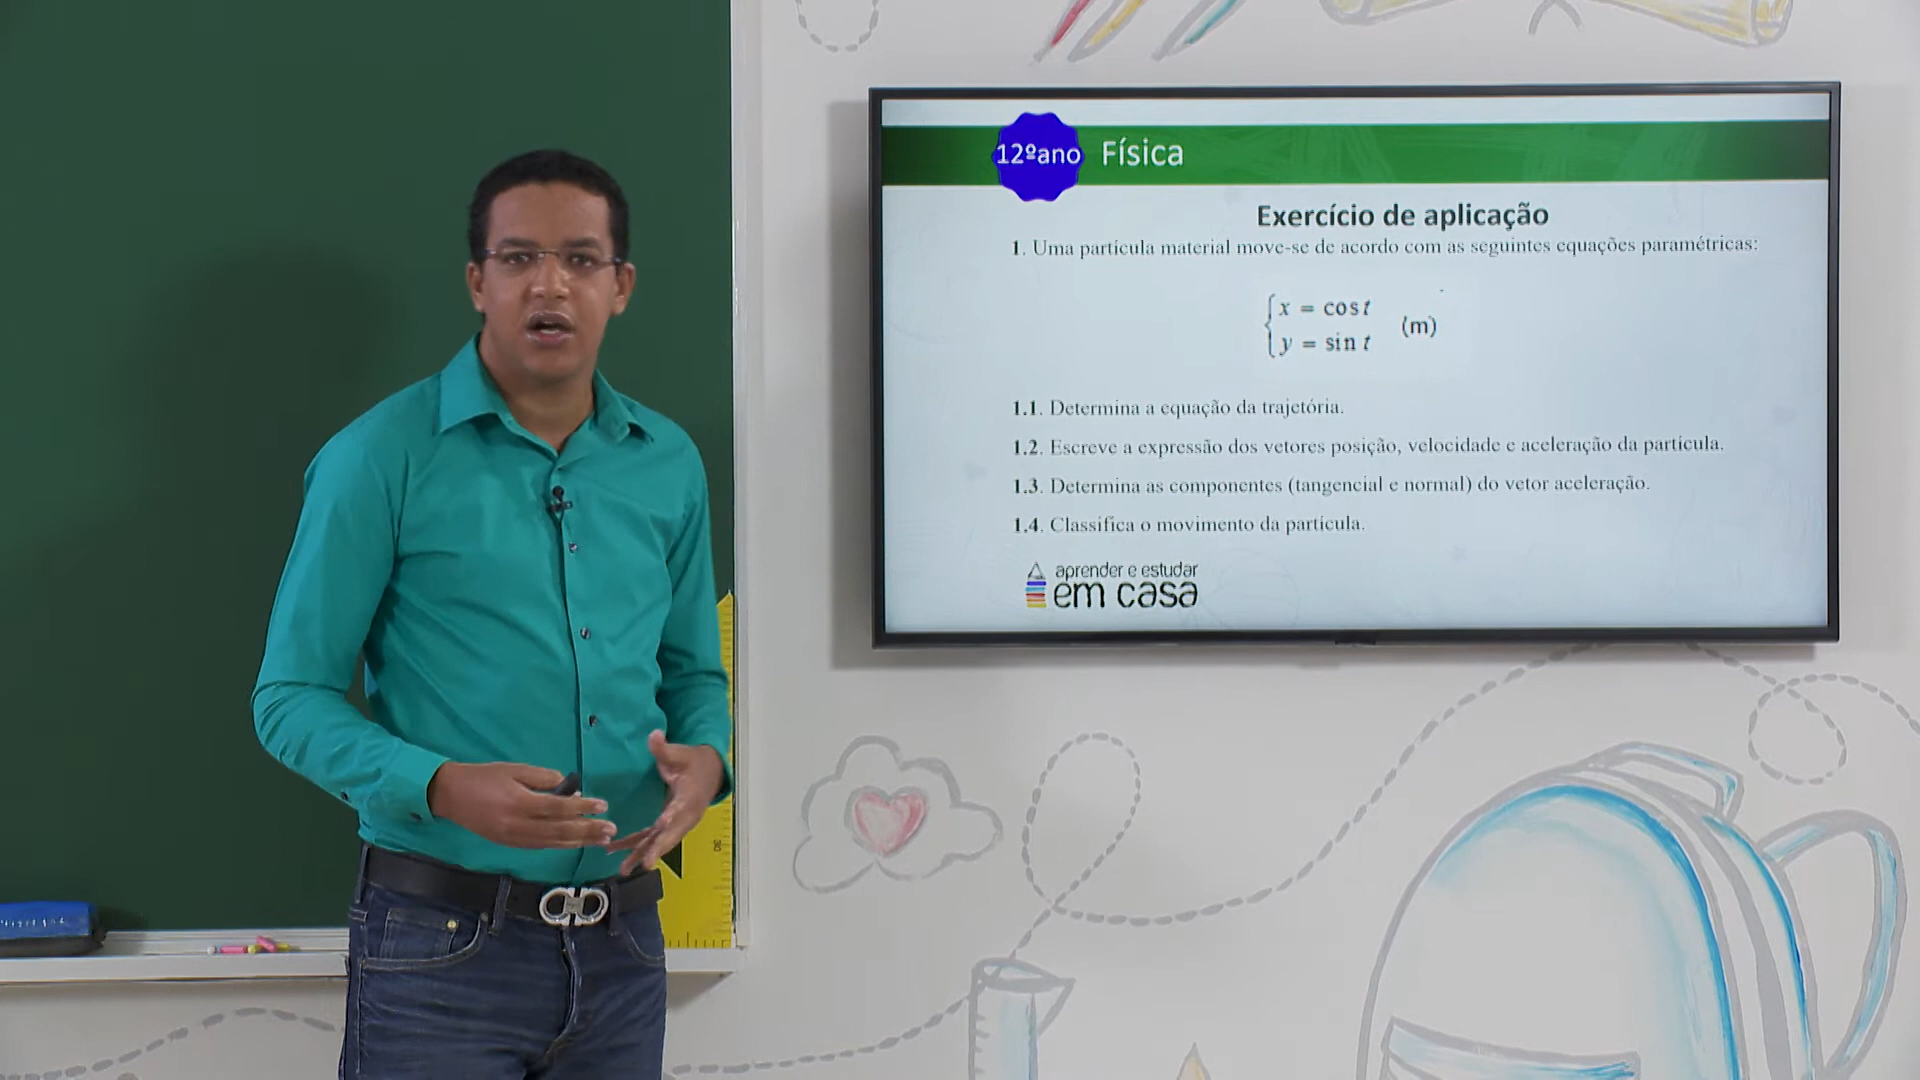 12ºano Física
Exercício de aplicação
1. Uma partícula material move-se de acordo com as seguintes equações paramétricas:
x = cos t
y = sin t
(m)
1.1. Determina a equação da trajetória.
1.2. Escreve a expressão dos vetores posição, velocidade e aceleração da partícula.
1.3. Determina as componentes (tangencial e normal) do vetor aceleração.
1.4. Classifica o movimento da partícula.
aprender e estudar
em casa
30